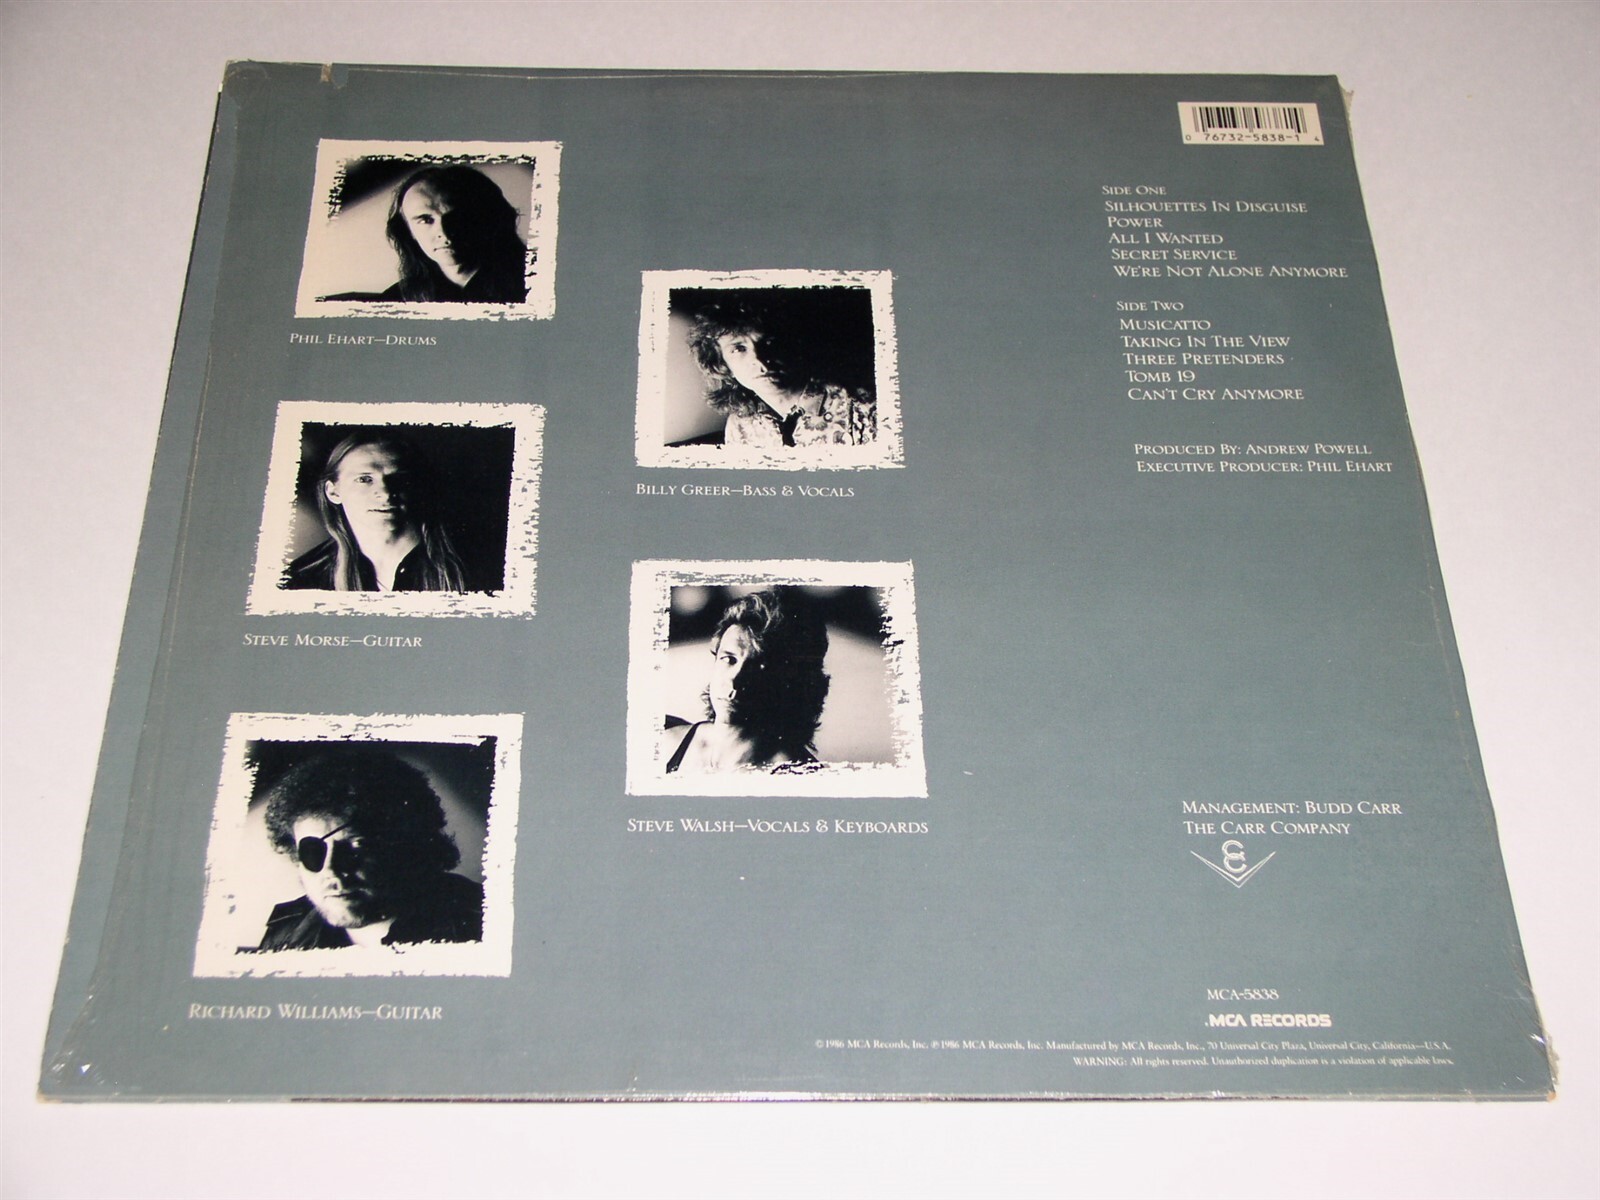 0 76732-5838-1 4
SIDE ONE
SILHOUETTES IN DISGUISE
POWER
ALL I WANTED
SECRET SERVICE
WE'RE NOT ALONE ANYMORE
SIDE TWO
MUSICATTO
TAKING IN THE VIEW
THREE PRETENDERS
TOMB 19
CAN'T CRY ANYMORE
PRODUCED BY: ANDREW POWELL
EXECUTIVE PRODUCER: PHIL EHART
PHIL EHART—DRUMS
BILLY GREER—BASS & VOCALS
STEVE MORSE—GUITAR
STEVE WALSH—VOCALS & KEYBOARDS
RICHARD WILLIAMS—GUITAR
MANAGEMENT: BUDD CARR
THE CARR COMPANY
CC
MCA-5838
MCA RECORDS
© 1986 MCA Records, Inc. ℗ 1986 MCA Records, Inc. Manufactured by MCA Records, Inc., 70 Universal City Plaza, Universal City, California—U.S.A.
WARNING: All rights reserved. Unauthorized duplication is a violation of applicable laws.